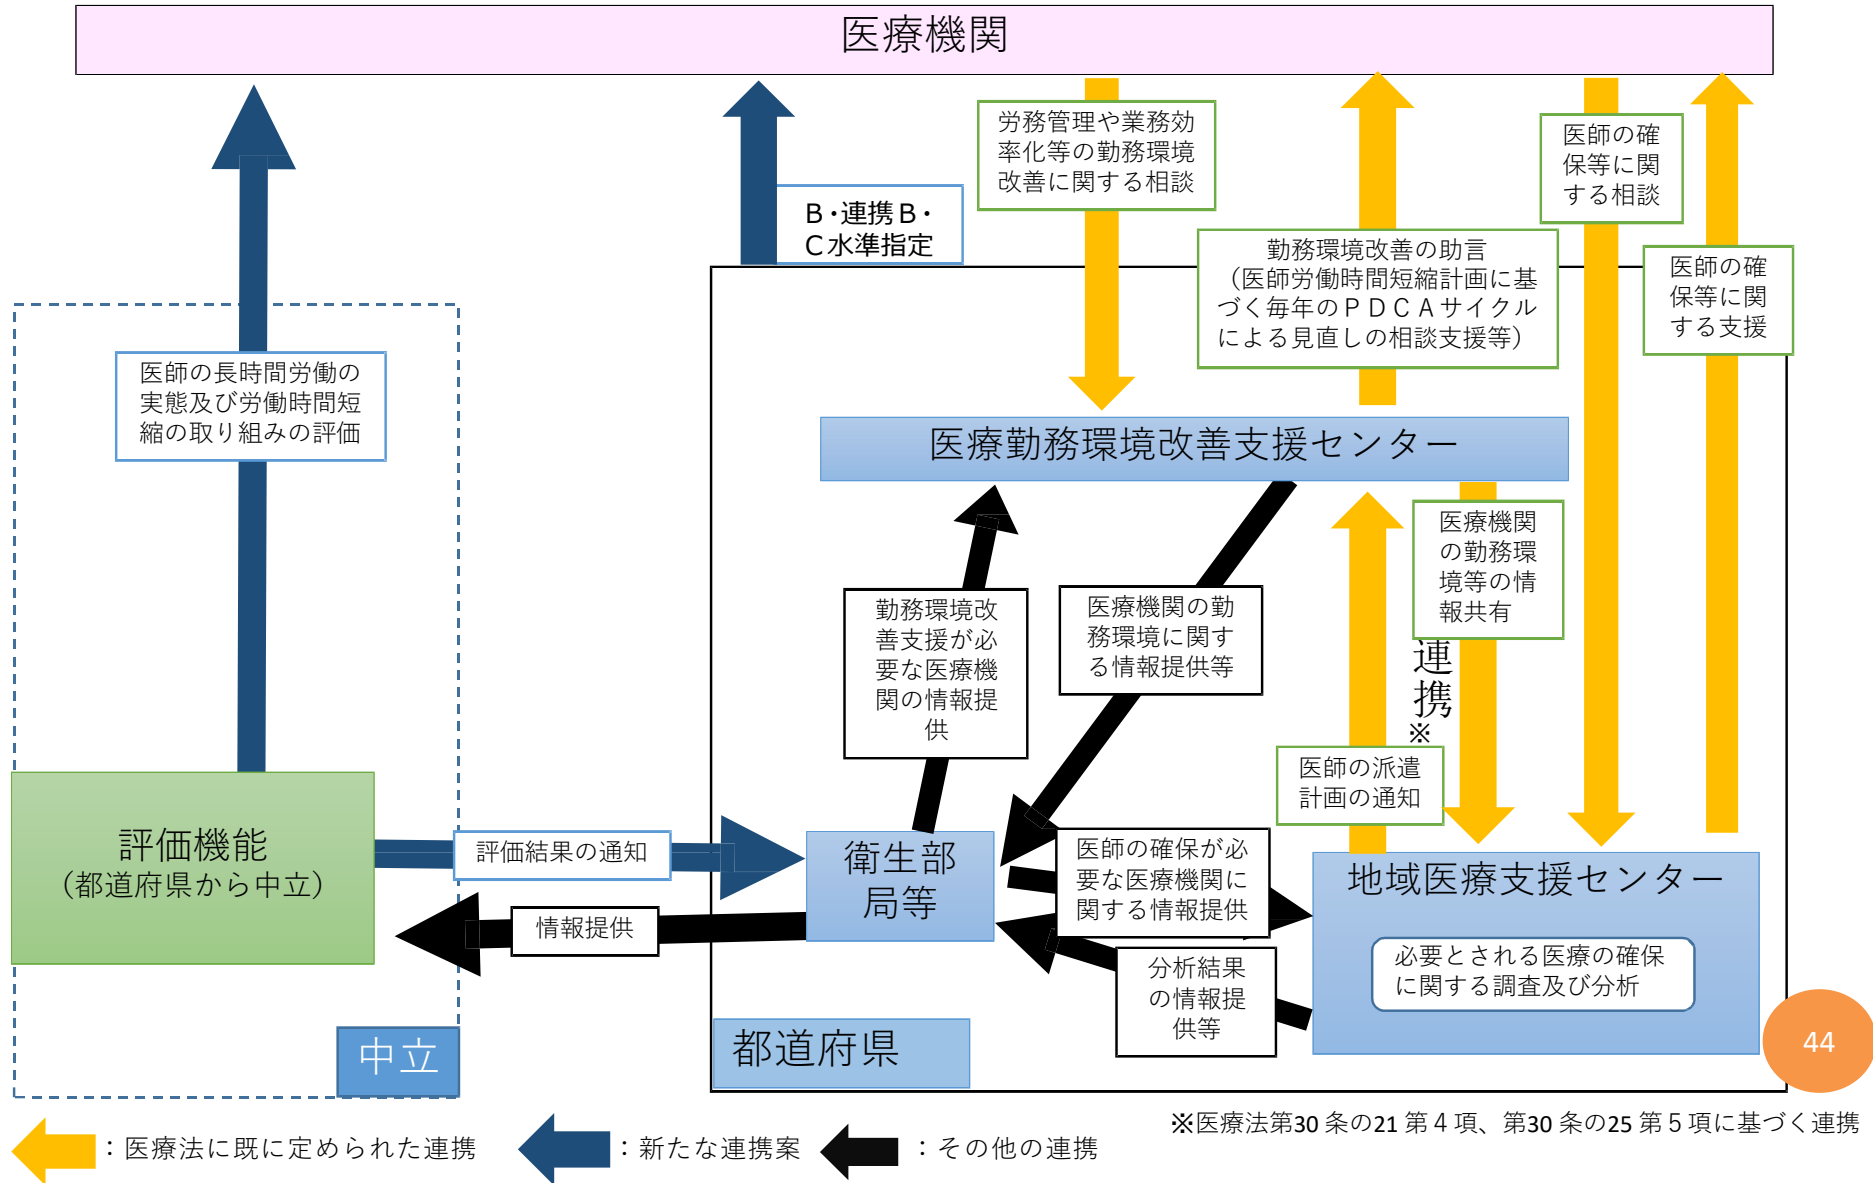 医療機関
労務管理や業務効
率化等の勤務環境
改善に関する相談
医師の確
保等に関
する相談
B・連携B・
C水準指定
勤務環境改善の助言
（医師労働時間短縮計画に基
づく毎年のＰＤＣＡサイクル
による見直しの相談支援等）
医師の確
保等に関
する支援
医師の長時間労働の
実態及び労働時間短
縮の取り組みの評価
医療勤務環境改善支援センター
医療機関
の勤務環
境等の情
報共有
勤務環境改
善支援が必
要な医療機
関の情報提
供
医療機関の勤
務環境に関す
る情報提供等
連携
※
医師の派遣
計画の通知
評価機能
（都道府県から中立）
評価結果の通知
衛生部
局等
医師の確保が必
要な医療機関に
関する情報提供
地域医療支援センター
情報提供
必要とされる医療の確保
に関する調査及び分析
分析結果
の情報提
供等
中立
都道府県
44
※医療法第30 条の21 第４項、第30 条の25 第５項に基づく連携
：医療法に既に定められた連携
：新たな連携案
：その他の連携